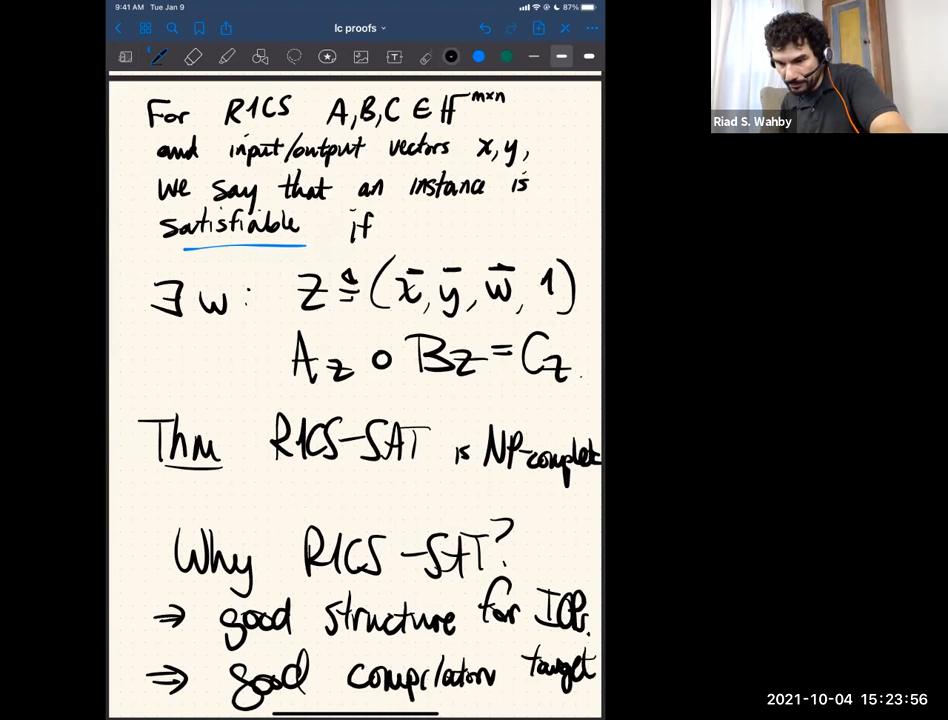 9:41 AM Tue Jan 9
87%
lc proofs
For R1CS A,B,C ∈ F^m×n
and input/output vectors x,y,
we say that an instance is
satisfiable if
∃ w: z ≜ (x̄, ȳ, w̄, 1)
Az ∘ Bz = Cz.
Thm R1CS-SAT is NP-complete
Why R1CS-SAT?
⇒ good structure for IOPs.
⇒ good compilation target
Riad S. Wahby
2021-10-04 15:23:56